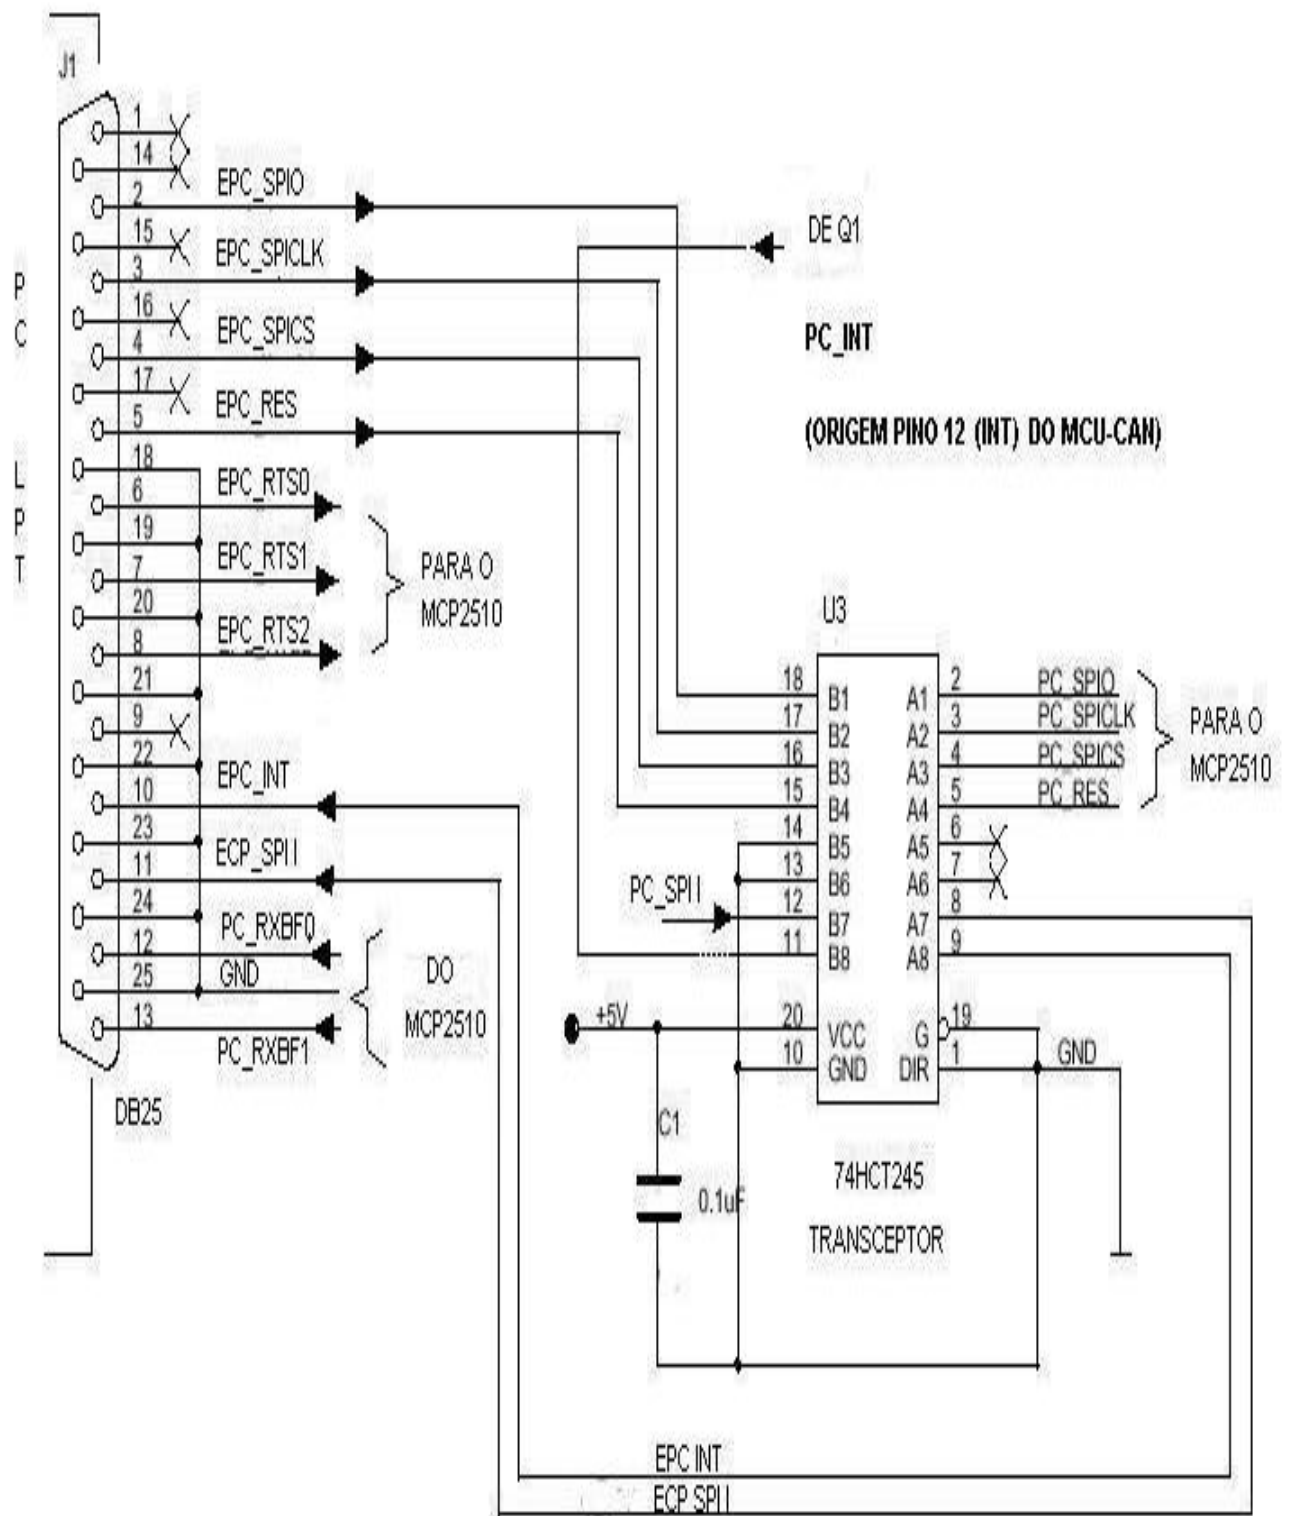 J1
1
14
EPC_SPIO
2
15
EPC_SPICLK
3
16
EPC_SPICS
4
17
EPC_RES
5
18
EPC_RTS0
6
19
EPC_RTS1
7
20
EPC_RTS2
8
21
9
22
EPC_INT
10
23
ECP_SPII
11
24
PC_RXBF0
12
25
GND
13
PC_RXBF1
DB25
PC LPT
PARA O
MCP2510
DO
MCP2510
DE Q1
PC_INT
(ORIGEM PINO 12 (INT) DO MCU-CAN)
U3
18 B1 A1 2 PC_SPIO
17 B2 A2 3 PC_SPICLK
16 B3 A3 4 PC_SPICS
15 B4 A4 5 PC_RES
14 B5 A5 6
13 B6 A6 7
PC_SPII 12 B7 A7 8
11 B8 A8 9
+5V 20 VCC G 19
10 GND DIR 1 GND
PARA O
MCP2510
C1
0.1uF
74HCT245
TRANSCEPTOR
EPC INT
ECP SPII